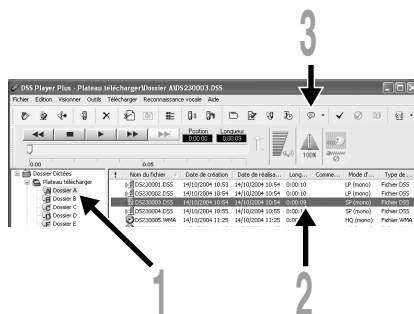 3
DSS Player Plus - Plateau télécharger\Dossier A\DS230003.DSS
Fichier Edition Visionner Outils Télécharger Reconnaissance vocale Aide
Position Longueur
0:00:00 0:00:09
100%
0.00 0.05
Dossier Dictées
Plateau télécharger
Dossier A
Dossier B
Dossier C
Dossier D
Dossier E
! Nom du fichier Date de création Date de réalisa... Long... Comme... Mode d'... Type de ...
DS230001.DSS 14/10/2004 10:53 14/10/2004 10:54 0:00:10 LP (mono) Fichier DSS
DS230002.DSS 14/10/2004 10:54 14/10/2004 10:54 0:00:09 LP (mono) Fichier DSS
DS230003.DSS 14/10/2004 10:54 14/10/2004 10:54 0:00:09 SP (mono) Fichier DSS
DS230004.DSS 14/10/2004 10:55 14/10/2004 10:55 SP (mono) Fichier DSS
DS230005.WMA 14/10/2004 11:25 14/10/2004 11:25 HQ (mono) Fichier WMA
1
2